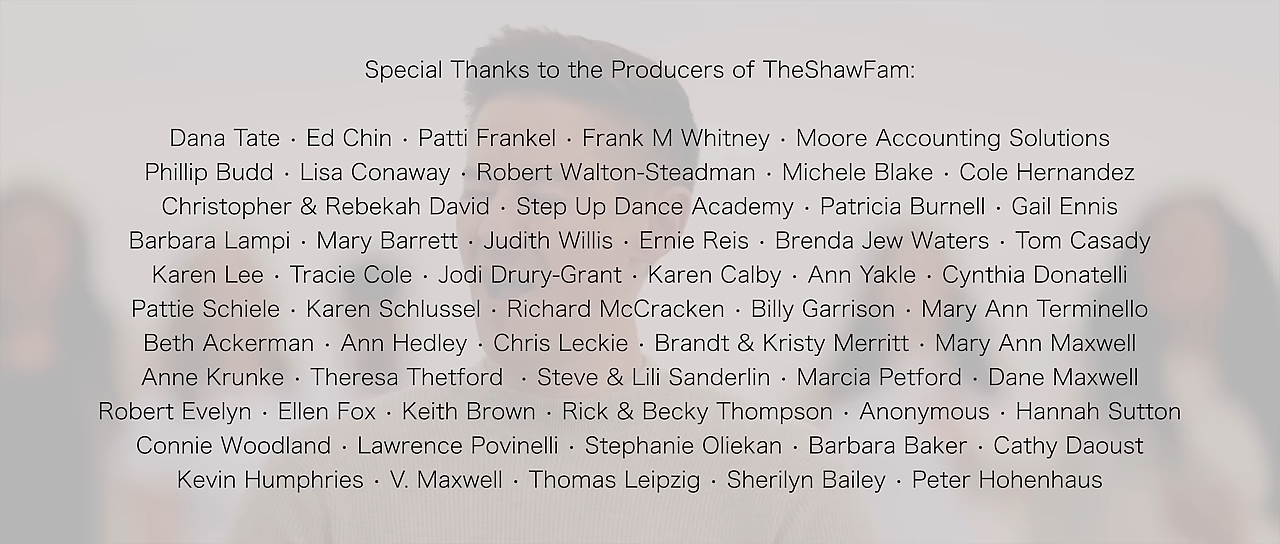 Special Thanks to the Producers of TheShawFam:
Dana Tate · Ed Chin · Patti Frankel · Frank M Whitney · Moore Accounting Solutions
Phillip Budd · Lisa Conaway · Robert Walton-Steadman · Michele Blake · Cole Hernandez
Christopher & Rebekah David · Step Up Dance Academy · Patricia Burnell · Gail Ennis
Barbara Lampi · Mary Barrett · Judith Willis · Ernie Reis · Brenda Jew Waters · Tom Casady
Karen Lee · Tracie Cole · Jodi Drury-Grant · Karen Calby · Ann Yakle · Cynthia Donatelli
Pattie Schiele · Karen Schlussel · Richard McCracken · Billy Garrison · Mary Ann Terminello
Beth Ackerman · Ann Hedley · Chris Leckie · Brandt & Kristy Merritt · Mary Ann Maxwell
Anne Krunke · Theresa Thetford · Steve & Lili Sanderlin · Marcia Petford · Dane Maxwell
Robert Evelyn · Ellen Fox · Keith Brown · Rick & Becky Thompson · Anonymous · Hannah Sutton
Connie Woodland · Lawrence Povinelli · Stephanie Oliekan · Barbara Baker · Cathy Daoust
Kevin Humphries · V. Maxwell · Thomas Leipzig · Sherilyn Bailey · Peter Hohenhaus